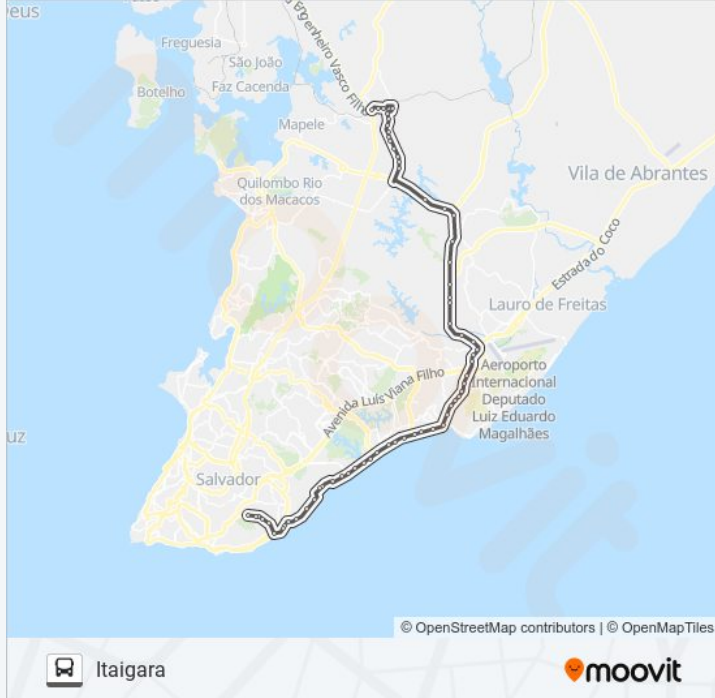 Deus
Engenheiro Vasco Filho
Freguesia
São João
Faz Cacenda
Botelho
Mapele
Quilombo Rio
dos Macacos
Vila de Abrantes
Estrada do Coco
Lauro de Freitas
Aeroporto
Internacional
Deputado
Luiz Eduardo
Magalhães
Avenida Luís Viana Filho
uz
Salvador
© OpenStreetMap contributors | © OpenMapTiles
Itaigara
moovit